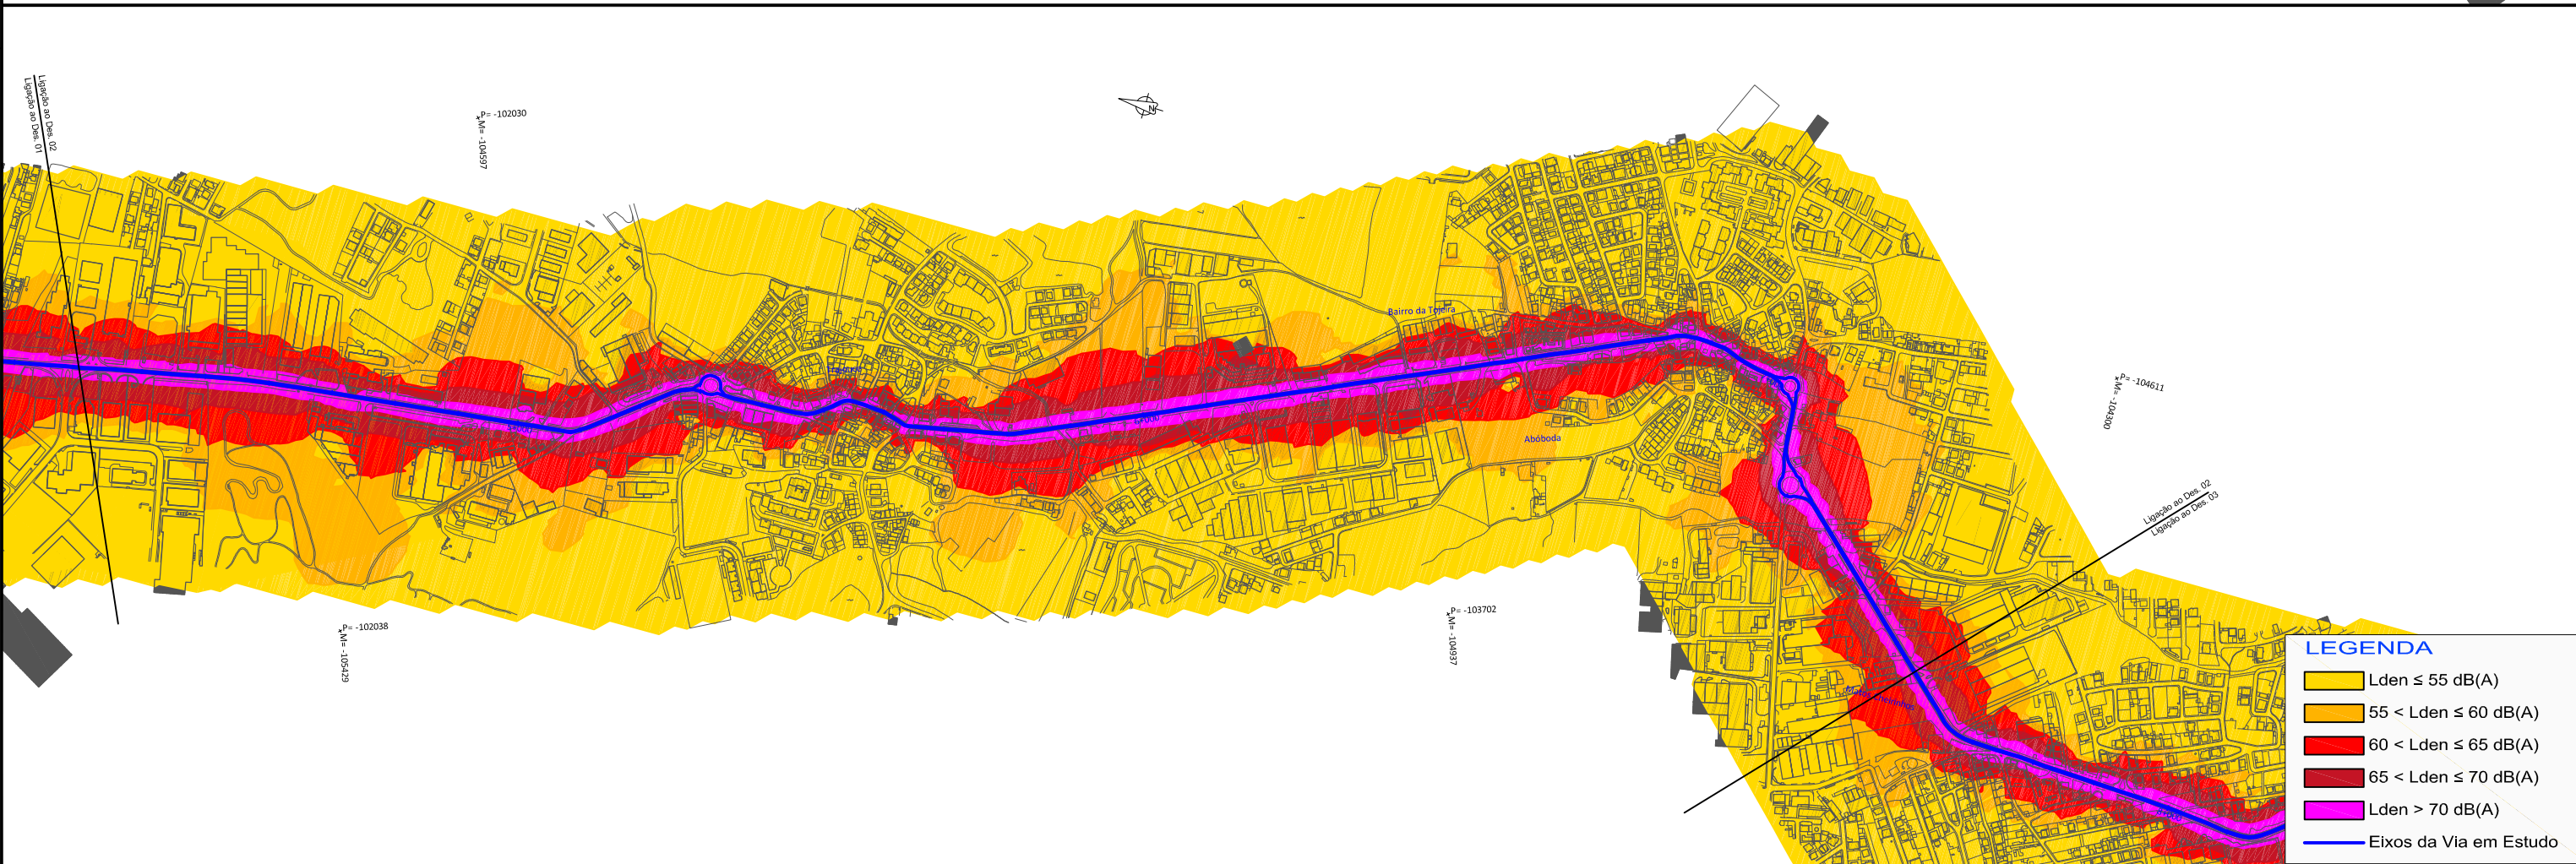 Ligação ao Des. 02
Ligação ao Des. 01
P= -102030
M= -104597
N
Bairro da Tojeira
P= -104611
M= -104300
Abóboda
Ligação ao Des. 02
Ligação ao Des. 03
P= -102038
M= -105429
P= -103702
M= -104937
LEGENDA
Lden ≤ 55 dB(A)
55 < Lden ≤ 60 dB(A)
60 < Lden ≤ 65 dB(A)
65 < Lden ≤ 70 dB(A)
Lden > 70 dB(A)
Eixos da Via em Estudo